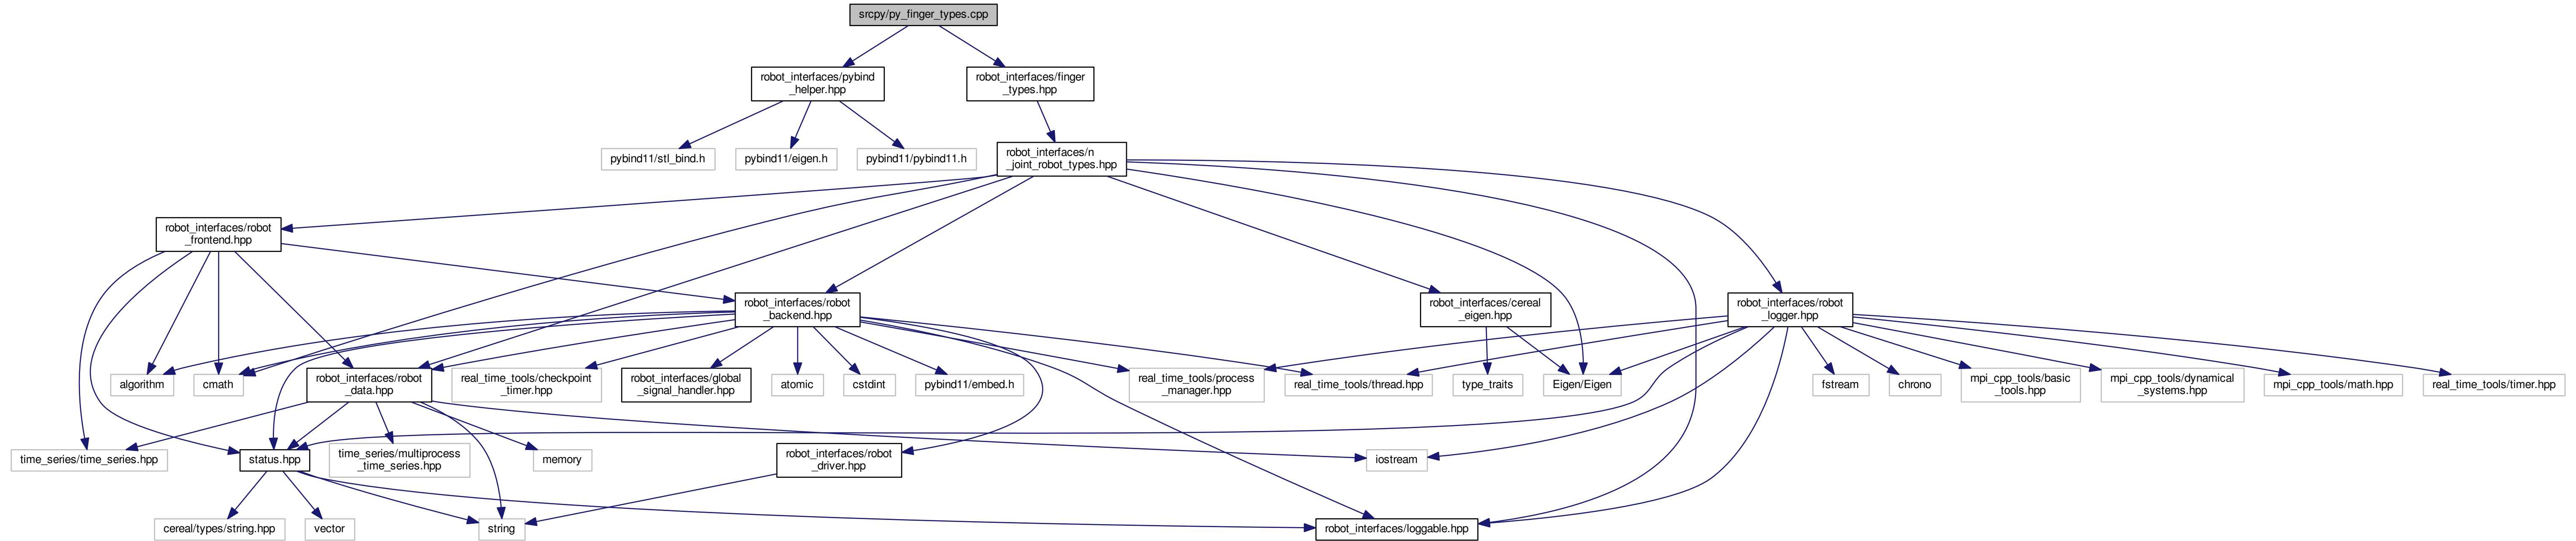 srcpy/py_finger_types.cpp
robot_interfaces/pybind
_helper.hpp
robot_interfaces/finger
_types.hpp
pybind11/stl_bind.h
pybind11/eigen.h
pybind11/pybind11.h
robot_interfaces/n
_joint_robot_types.hpp
robot_interfaces/robot
_frontend.hpp
robot_interfaces/robot
_backend.hpp
robot_interfaces/cereal
_eigen.hpp
robot_interfaces/robot
_logger.hpp
algorithm
cmath
robot_interfaces/robot
_data.hpp
real_time_tools/checkpoint
_timer.hpp
robot_interfaces/global
_signal_handler.hpp
atomic
cstdint
pybind11/embed.h
real_time_tools/process
_manager.hpp
real_time_tools/thread.hpp
type_traits
Eigen/Eigen
fstream
chrono
mpi_cpp_tools/basic
_tools.hpp
mpi_cpp_tools/dynamical
_systems.hpp
mpi_cpp_tools/math.hpp
real_time_tools/timer.hpp
time_series/time_series.hpp
status.hpp
time_series/multiprocess
_time_series.hpp
memory
robot_interfaces/robot
_driver.hpp
iostream
cereal/types/string.hpp
vector
string
robot_interfaces/loggable.hpp